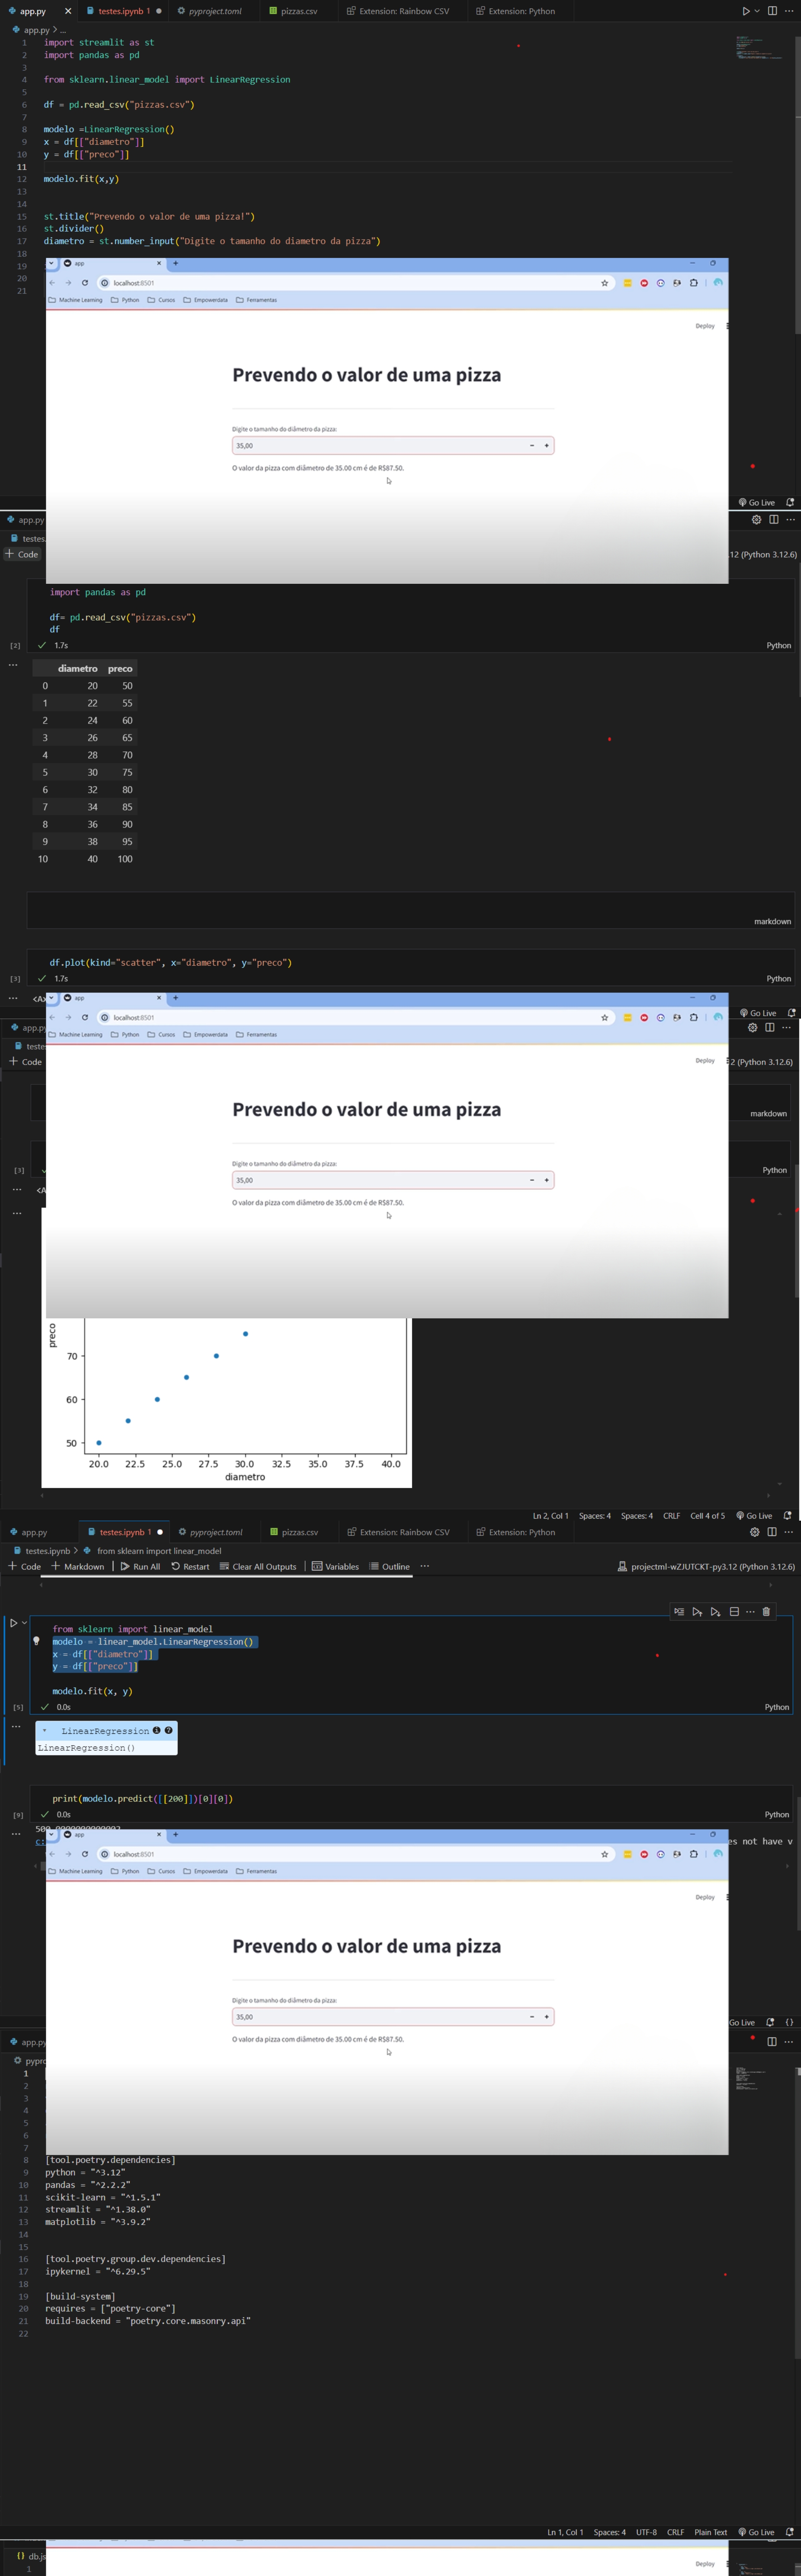 app.py testes.ipynb 1 pyproject.toml pizzas.csv Extension: Rainbow CSV Extension: Python
app.py > ...
1 import streamlit as st
2 import pandas as pd
3
4 from sklearn.linear_model import LinearRegression
5
6 df = pd.read_csv("pizzas.csv")
7
8 modelo =LinearRegression()
9 x = df[["diametro"]]
10 y = df[["preco"]]
11
12 modelo.fit(x,y)
13
14
15 st.title("Prevendo o valor de uma pizza!")
16 st.divider()
17 diametro = st.number_input("Digite o tamanho do diametro da pizza")
18
19
20
21
app
localhost:8501
Machine Learning Python Cursos Empowerdata Ferramentas
Deploy
Prevendo o valor de uma pizza
Digite o tamanho do diâmetro da pizza:
35,00
O valor da pizza com diâmetro de 35.00 cm é de R$87.50.
Go Live
app.py
testes.
+ Code .12 (Python 3.12.6)
import pandas as pd
df= pd.read_csv("pizzas.csv")
df
[2] 1.7s Python
diametro preco
0 20 50
1 22 55
2 24 60
3 26 65
4 28 70
5 30 75
6 32 80
7 34 85
8 36 90
9 38 95
10 40 100
markdown
df.plot(kind="scatter", x="diametro", y="preco")
[3] 1.7s Python
<Ax
app
Go Live
app.py
localhost:8501
Machine Learning Python Cursos Empowerdata Ferramentas
teste
+ Code 2 (Python 3.12.6)
Deploy
Prevendo o valor de uma pizza
markdown
Digite o tamanho do diâmetro da pizza:
[3] Python
35,00
<A
O valor da pizza com diâmetro de 35.00 cm é de R$87.50.
preco
70
60
50
20.0 22.5 25.0 27.5 30.0 32.5 35.0 37.5 40.0
diametro
Ln 2, Col 1 Spaces: 4 Spaces: 4 CRLF Cell 4 of 5 Go Live
app.py testes.ipynb 1 pyproject.toml pizzas.csv Extension: Rainbow CSV Extension: Python
testes.ipynb > from sklearn import linear_model
+ Code + Markdown Run All Restart Clear All Outputs Variables Outline ... projectml-wZJUTCKT-py3.12 (Python 3.12.6)
from sklearn import linear_model
modelo = linear_model.LinearRegression()
x = df[["diametro"]]
y = df[["preco"]]
modelo.fit(x, y)
[5] 0.0s Python
LinearRegression
LinearRegression()
print(modelo.predict([[200]])[0][0])
[9] 0.0s Python
app
c: es not have v
localhost:8501
Machine Learning Python Cursos Empowerdata Ferramentas
Deploy
Prevendo o valor de uma pizza
Digite o tamanho do diâmetro da pizza:
35,00
Go Live {}
O valor da pizza com diâmetro de 35.00 cm é de R$87.50.
app.py
pypro
1
2
3
4
5
6
7
8 [tool.poetry.dependencies]
9 python = "^3.12"
10 pandas = "^2.2.2"
11 scikit-learn = "^1.5.1"
12 streamlit = "^1.38.0"
13 matplotlib = "^3.9.2"
14
15
16 [tool.poetry.group.dev.dependencies]
17 ipykernel = "^6.29.5"
18
19 [build-system]
20 requires = ["poetry-core"]
21 build-backend = "poetry.core.masonry.api"
22
Ln 1, Col 1 Spaces: 4 UTF-8 CRLF Plain Text Go Live
{} db.js
Deploy
1